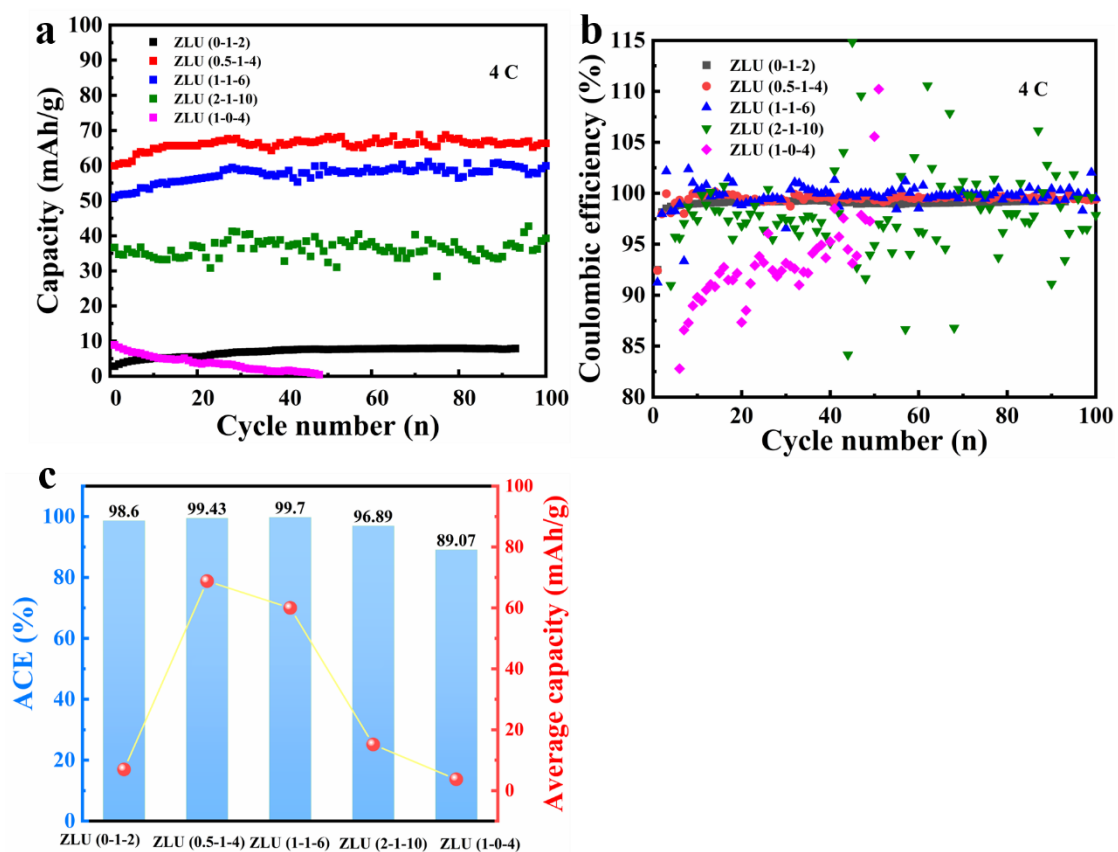 a
ZLU (0-1-2)
ZLU (0.5-1-4)
ZLU (1-1-6)
ZLU (2-1-10)
ZLU (1-0-4)
4 C
Capacity (mAh/g)
100
90
80
70
60
50
40
30
20
10
0
0 20 40 60 80 100
Cycle number (n)
b
ZLU (0-1-2)
ZLU (0.5-1-4)
ZLU (1-1-6)
ZLU (2-1-10)
ZLU (1-0-4)
4 C
Coulombic efficiency (%)
115
110
105
100
95
90
85
80
0 20 40 60 80 100
Cycle number (n)
c
ACE (%)
100
80
60
40
20
0
98.6 99.43 99.7 96.89 89.07
ZLU (0-1-2) ZLU (0.5-1-4) ZLU (1-1-6) ZLU (2-1-10) ZLU (1-0-4)
100
80
60
40
20
0
Average capacity (mAh/g)